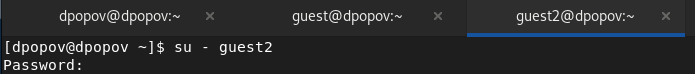 dpopov@dpopov:~ × guest@dpopov:~ × guest2@dpopov:~ ×
[dpopov@dpopov ~]$ su - guest2
Password: